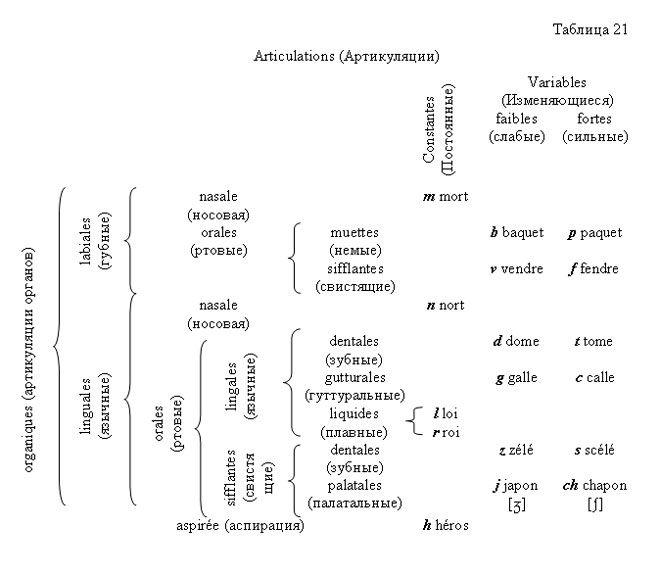 Таблица 21
Articulations (Артикуляции)
Constantes
(Постоянные)
Variables
(Изменяющиеся)
faibles fortes
(слабые) (сильные)
organiques (артикуляции органов)
labiales
(губные)
nasale m mort
(носовая)
orales muettes b baquet p paquet
(ртовые) (немые)
sifflantes v vendre f fendre
(свистящие)
linguales
(язычные)
nasale n nort
(носовая)
orales
(ртовые)
lingales
(язычные)
dentales d dome t tome
(зубные)
gutturales g galle c calle
(гуттуральные)
liquides l loi
(плавные) r roi
sifflantes
(свистя
щие)
dentales z zélé s scélé
(зубные)
palatales j japon ch chapon
(палатальные) [ʒ] [ʃ]
aspirée (аспирация) h héros